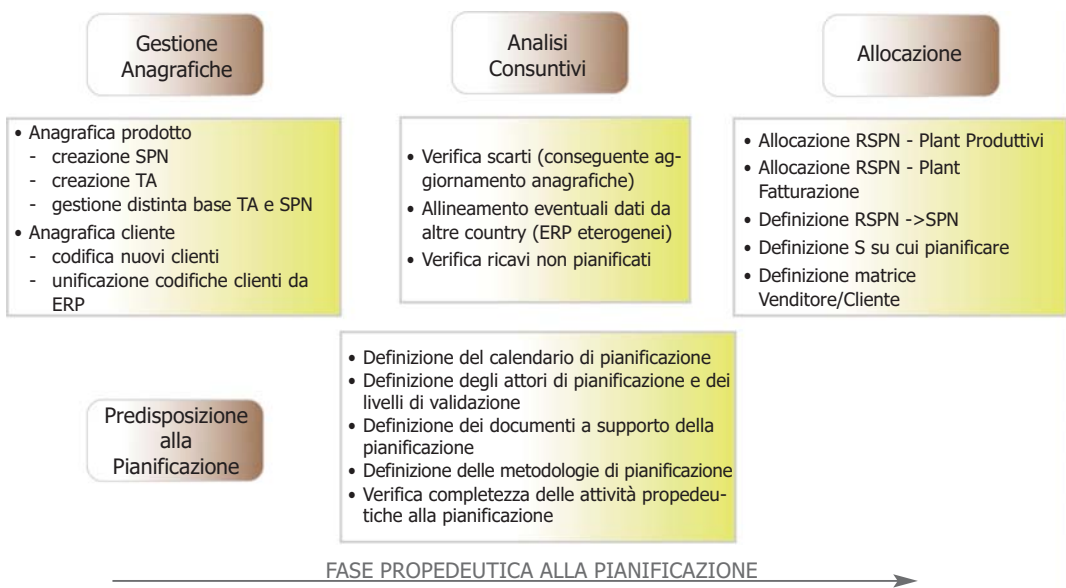 Gestione
Anagrafiche
Analisi
Consuntivi
Allocazione
• Anagrafica prodotto
- creazione SPN
- creazione TA
- gestione distinta base TA e SPN
• Anagrafica cliente
- codifica nuovi clienti
- unificazione codifiche clienti da
ERP
• Verifica scarti (conseguente ag-
giornamento anagrafiche)
• Allineamento eventuali dati da
altre country (ERP eterogenei)
• Verifica ricavi non pianificati
• Allocazione RSPN - Plant Produttivi
• Allocazione RSPN - Plant
Fatturazione
• Definizione RSPN ->SPN
• Definizione S su cui pianificare
• Definizione matrice
Venditore/Cliente
Predisposizione
alla
Pianificazione
• Definizione del calendario di pianificazione
• Definizione degli attori di pianificazione e dei
livelli di validazione
• Definizione dei documenti a supporto della
pianificazione
• Definizione delle metodologie di pianificazione
• Verifica completezza delle attività propedeu-
tiche alla pianificazione
FASE PROPEDEUTICA ALLA PIANIFICAZIONE